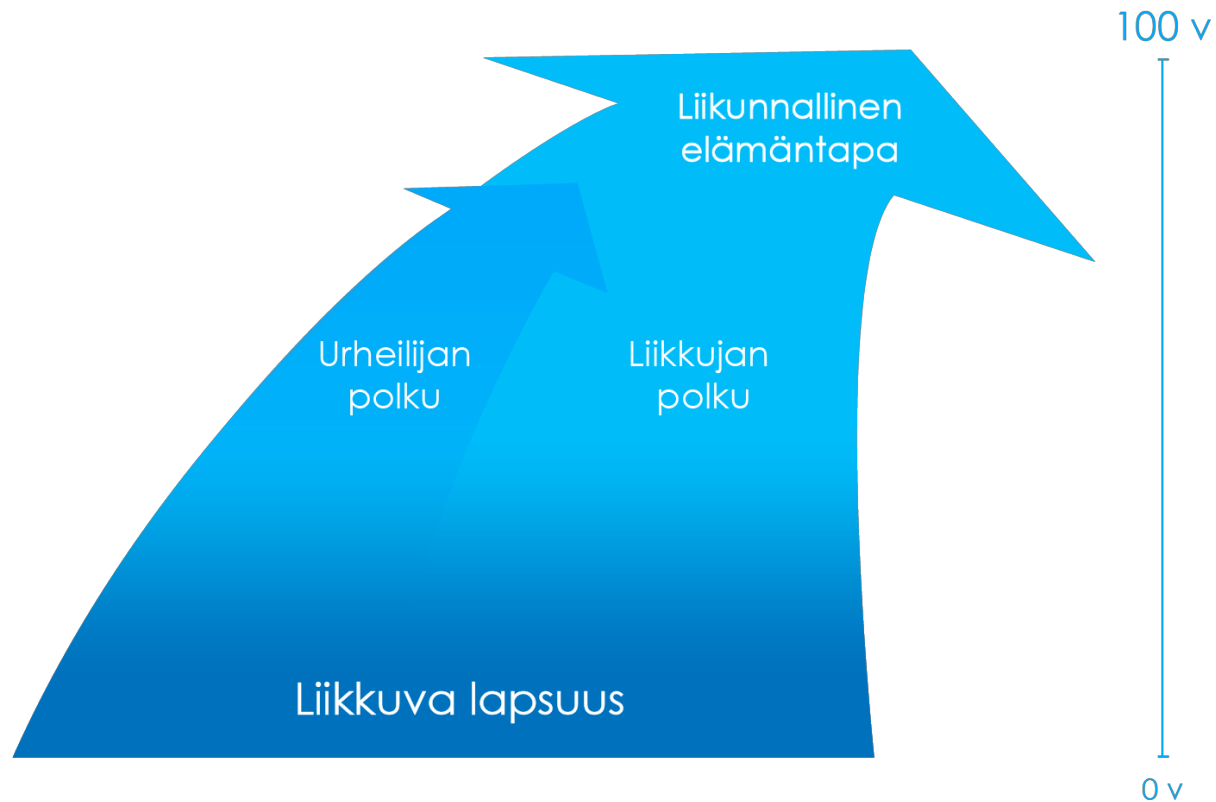 100 v
Liikunnallinen
elämäntapa
Urheilijan
polku
Liikkujan
polku
Liikkuva lapsuus
0 v